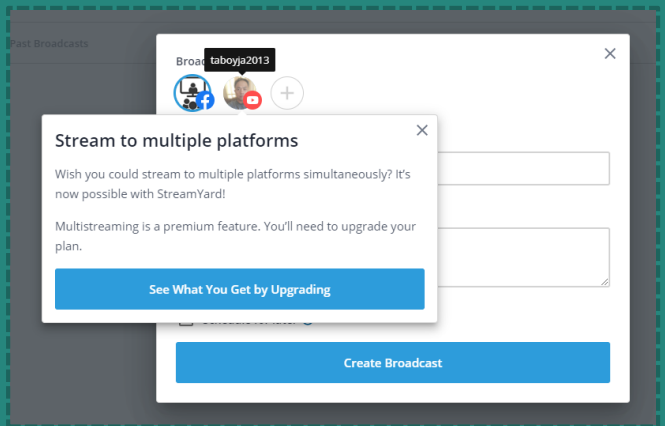 Past Broadcasts
taboyja2013
Stream to multiple platforms
Wish you could stream to multiple platforms simultaneously? It's
now possible with StreamYard!
Multistreaming is a premium feature. You'll need to upgrade your
plan.
See What You Get by Upgrading
Create Broadcast